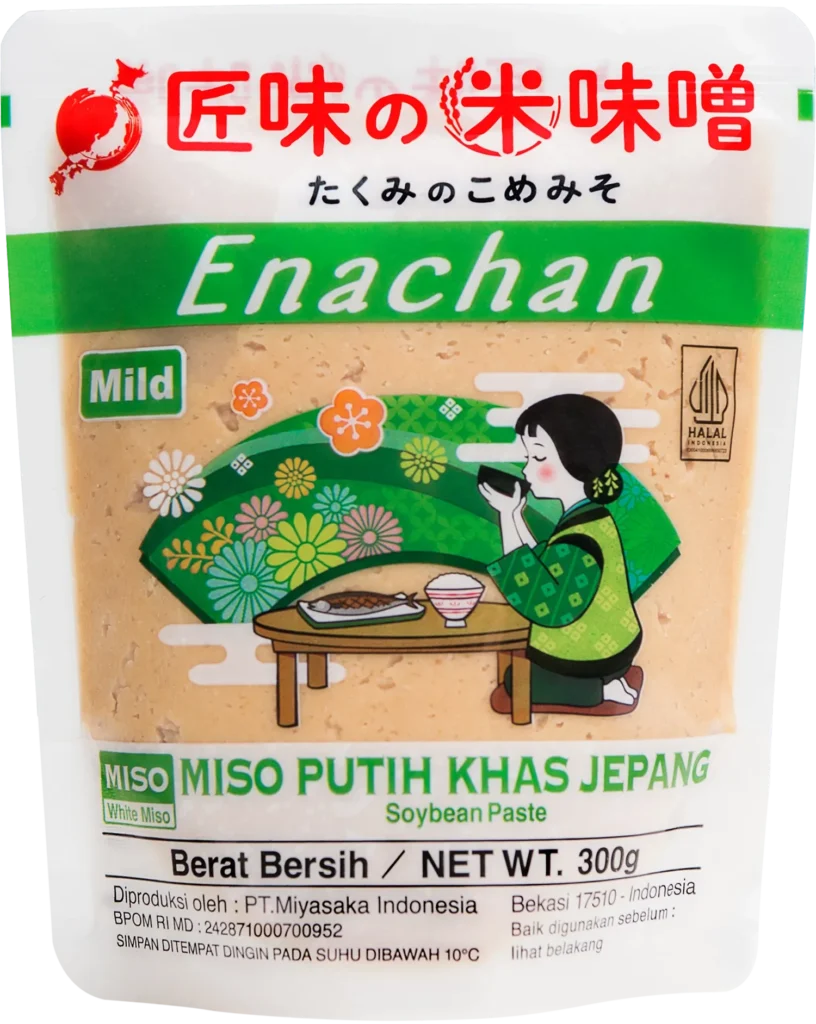 匠味の米味噌
たくみのこめみそ
Enachan
Mild
HALAL
INDONESIA
MISO
White Miso
MISO PUTIH KHAS JEPANG
Soybean Paste
Berat Bersih / NET WT. 300g
Diproduksi oleh : PT.Miyasaka Indonesia
BPOM RI MD : 242871000700952
SIMPAN DITEMPAT DINGIN PADA SUHU DIBAWAH 10°C
Bekasi 17510 - Indonesia
Baik digunakan sebelum :
lihat belakang